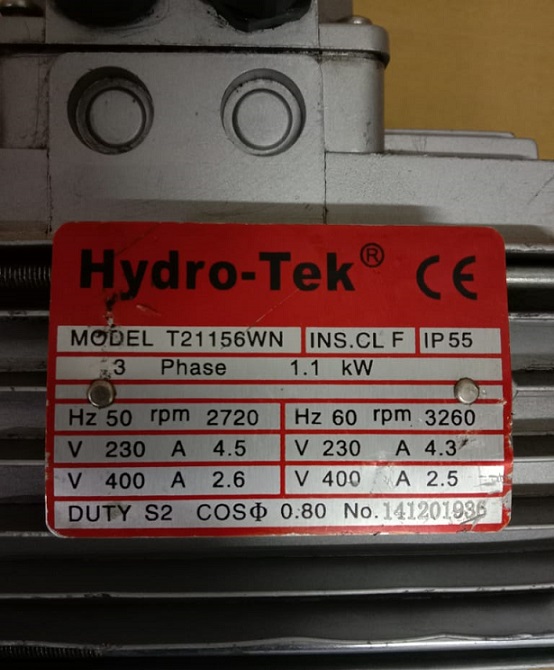 Hydro-Tek® CE
MODEL T21156WN INS.CL F IP 55
3 Phase 1.1 kW
Hz 50 rpm 2720 Hz 60 rpm 3260
V 230 A 4.5 V 230 A 4.3
V 400 A 2.6 V 400 A 2.5
DUTY S2 COSΦ 0.80 No. 141201936